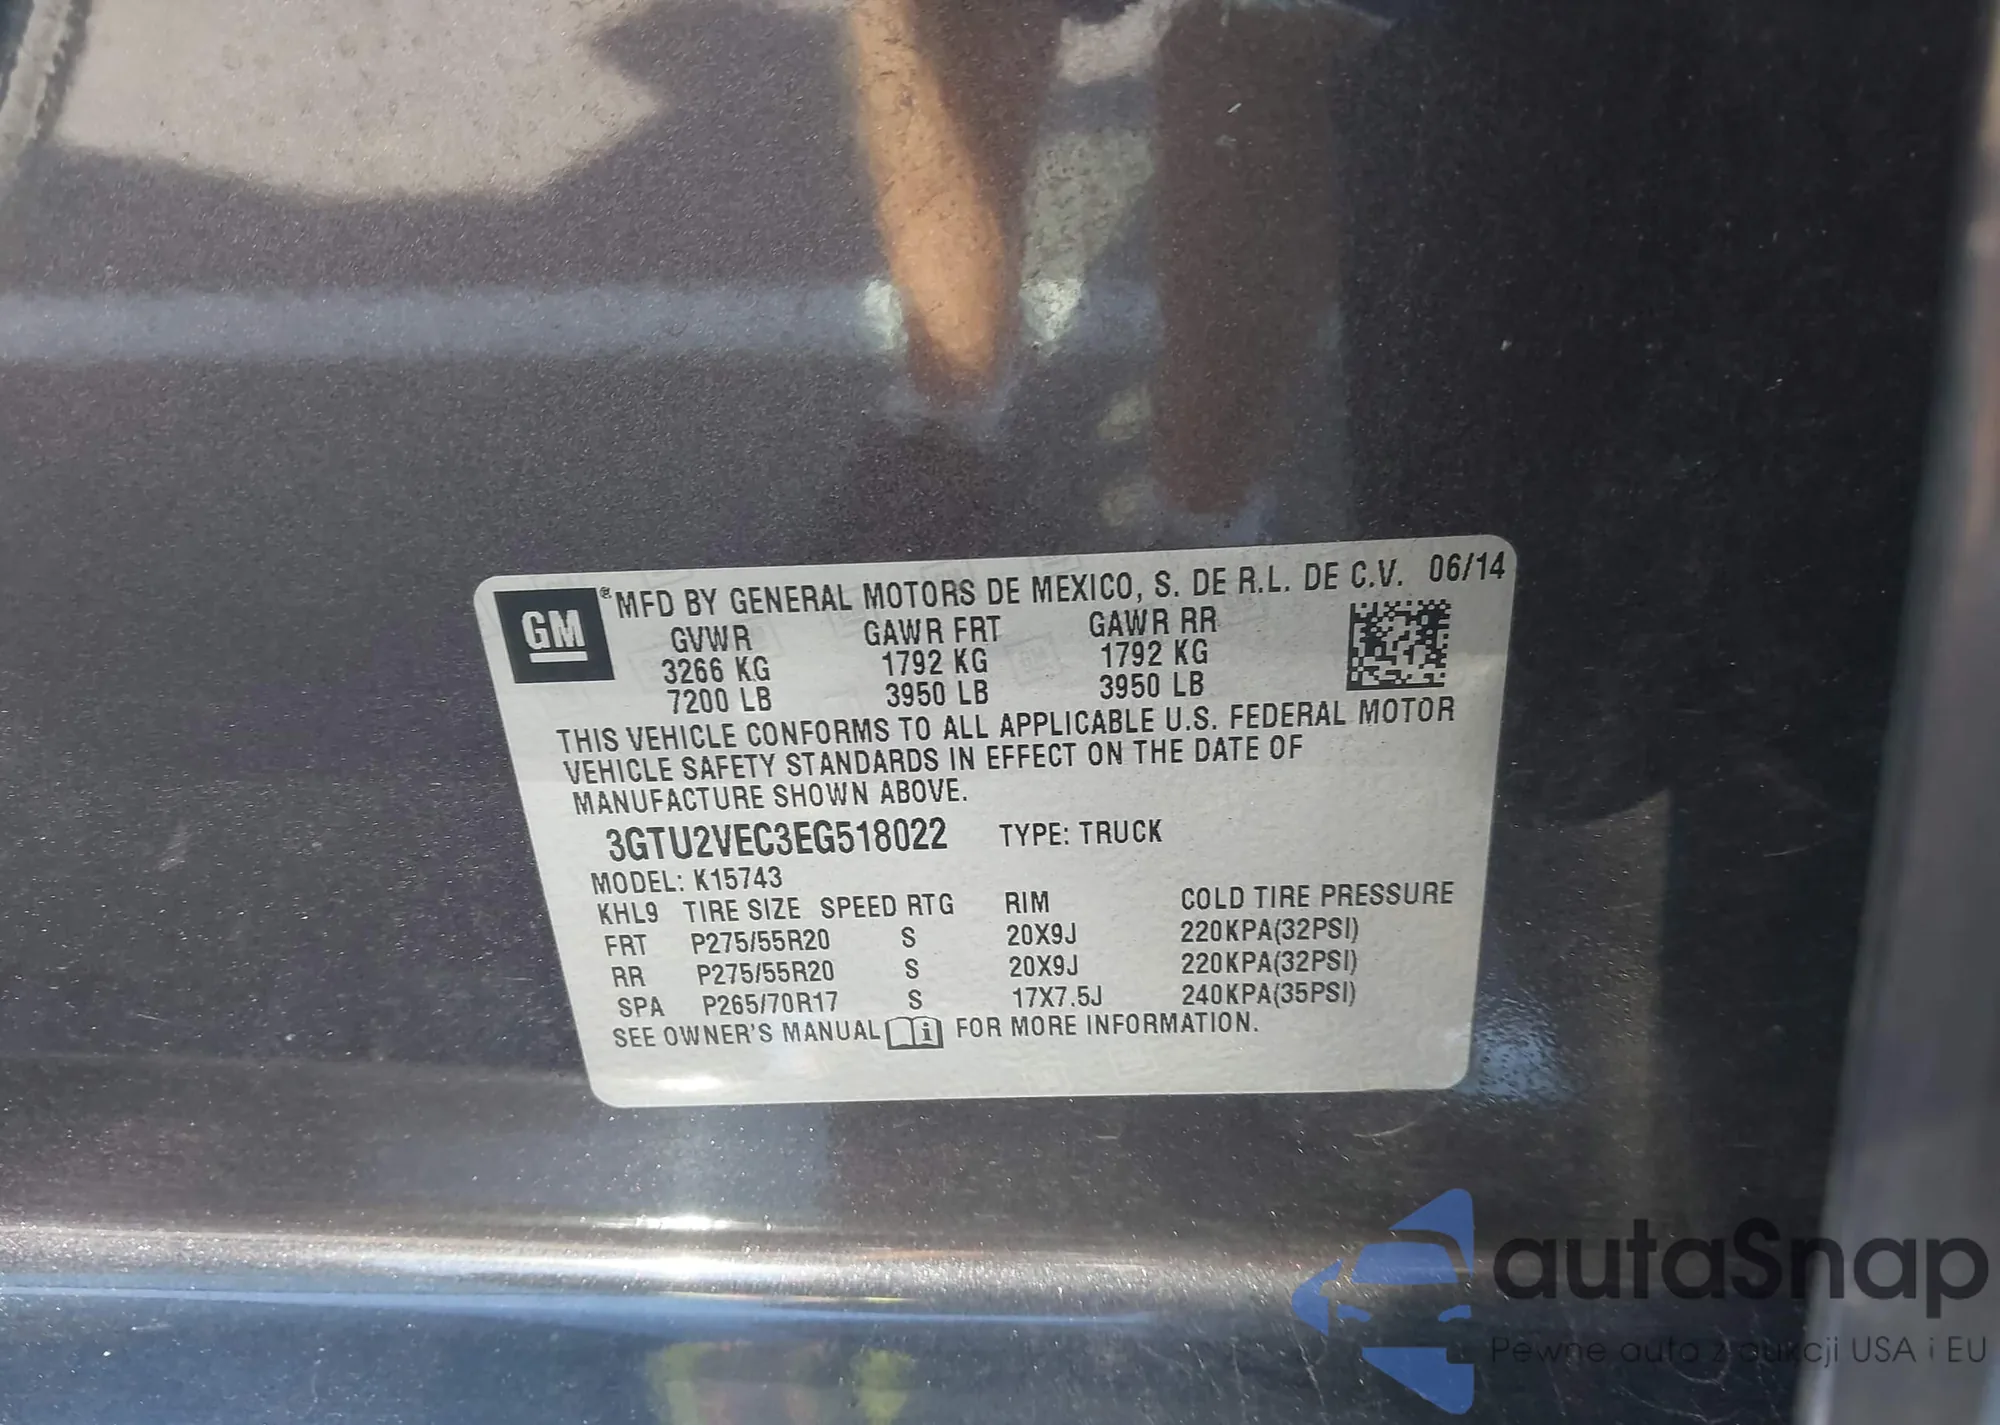 GM ® MFD BY GENERAL MOTORS DE MEXICO, S. DE R.L. DE C.V. 06/14
GVWR GAWR FRT GAWR RR
3266 KG 1792 KG 1792 KG
7200 LB 3950 LB 3950 LB
THIS VEHICLE CONFORMS TO ALL APPLICABLE U.S. FEDERAL MOTOR
VEHICLE SAFETY STANDARDS IN EFFECT ON THE DATE OF
MANUFACTURE SHOWN ABOVE.
3GTU2VEC3EG518022 TYPE: TRUCK
MODEL: K15743
KHL9 TIRE SIZE SPEED RTG RIM COLD TIRE PRESSURE
FRT P275/55R20 S 20X9J 220KPA(32PSI)
RR P275/55R20 S 20X9J 220KPA(32PSI)
SPA P265/70R17 S 17X7.5J 240KPA(35PSI)
SEE OWNER'S MANUAL i FOR MORE INFORMATION.
autaSnap
Pewne auta z aukcji USA i EU